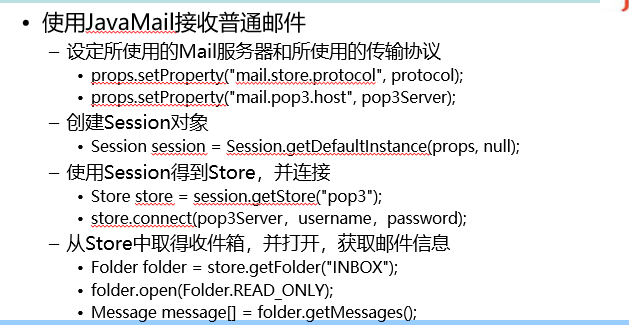 • 使用JavaMail接收普通邮件
– 设定所使用的Mail服务器和所使用的传输协议
• props.setProperty("mail.store.protocol", protocol);
• props.setProperty("mail.pop3.host", pop3Server);
– 创建Session对象
• Session session = Session.getDefaultInstance(props, null);
– 使用Session得到Store，并连接
• Store store = session.getStore("pop3");
• store.connect(pop3Server，username，password);
– 从Store中取得收件箱，并打开，获取邮件信息
• Folder folder = store.getFolder("INBOX");
• folder.open(Folder.READ_ONLY);
• Message message[] = folder.getMessages();